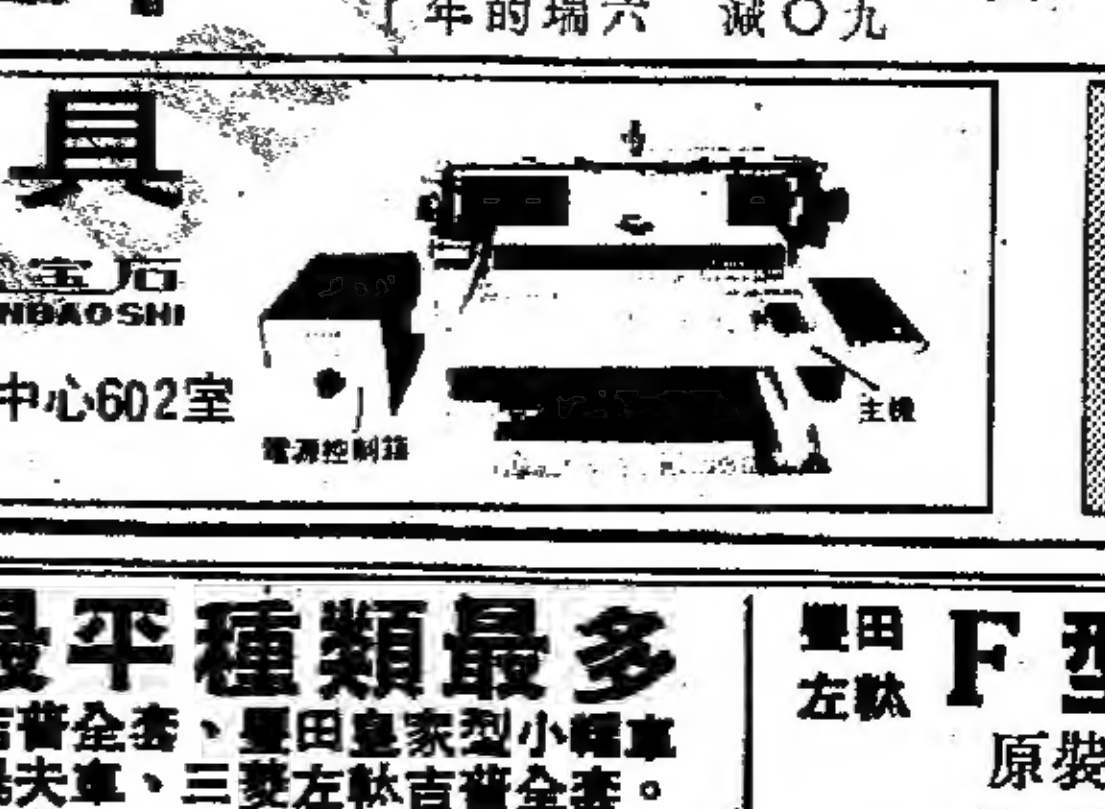 年的瑞六 減〇九
具
宝石
NBAOSHI
中心602室
電源控制箱
主機
最平種類最多
吉普全套、豐田皇家型小轎車
夫車、三菱左軚吉普全套。
豐田
左軚
F型
原裝